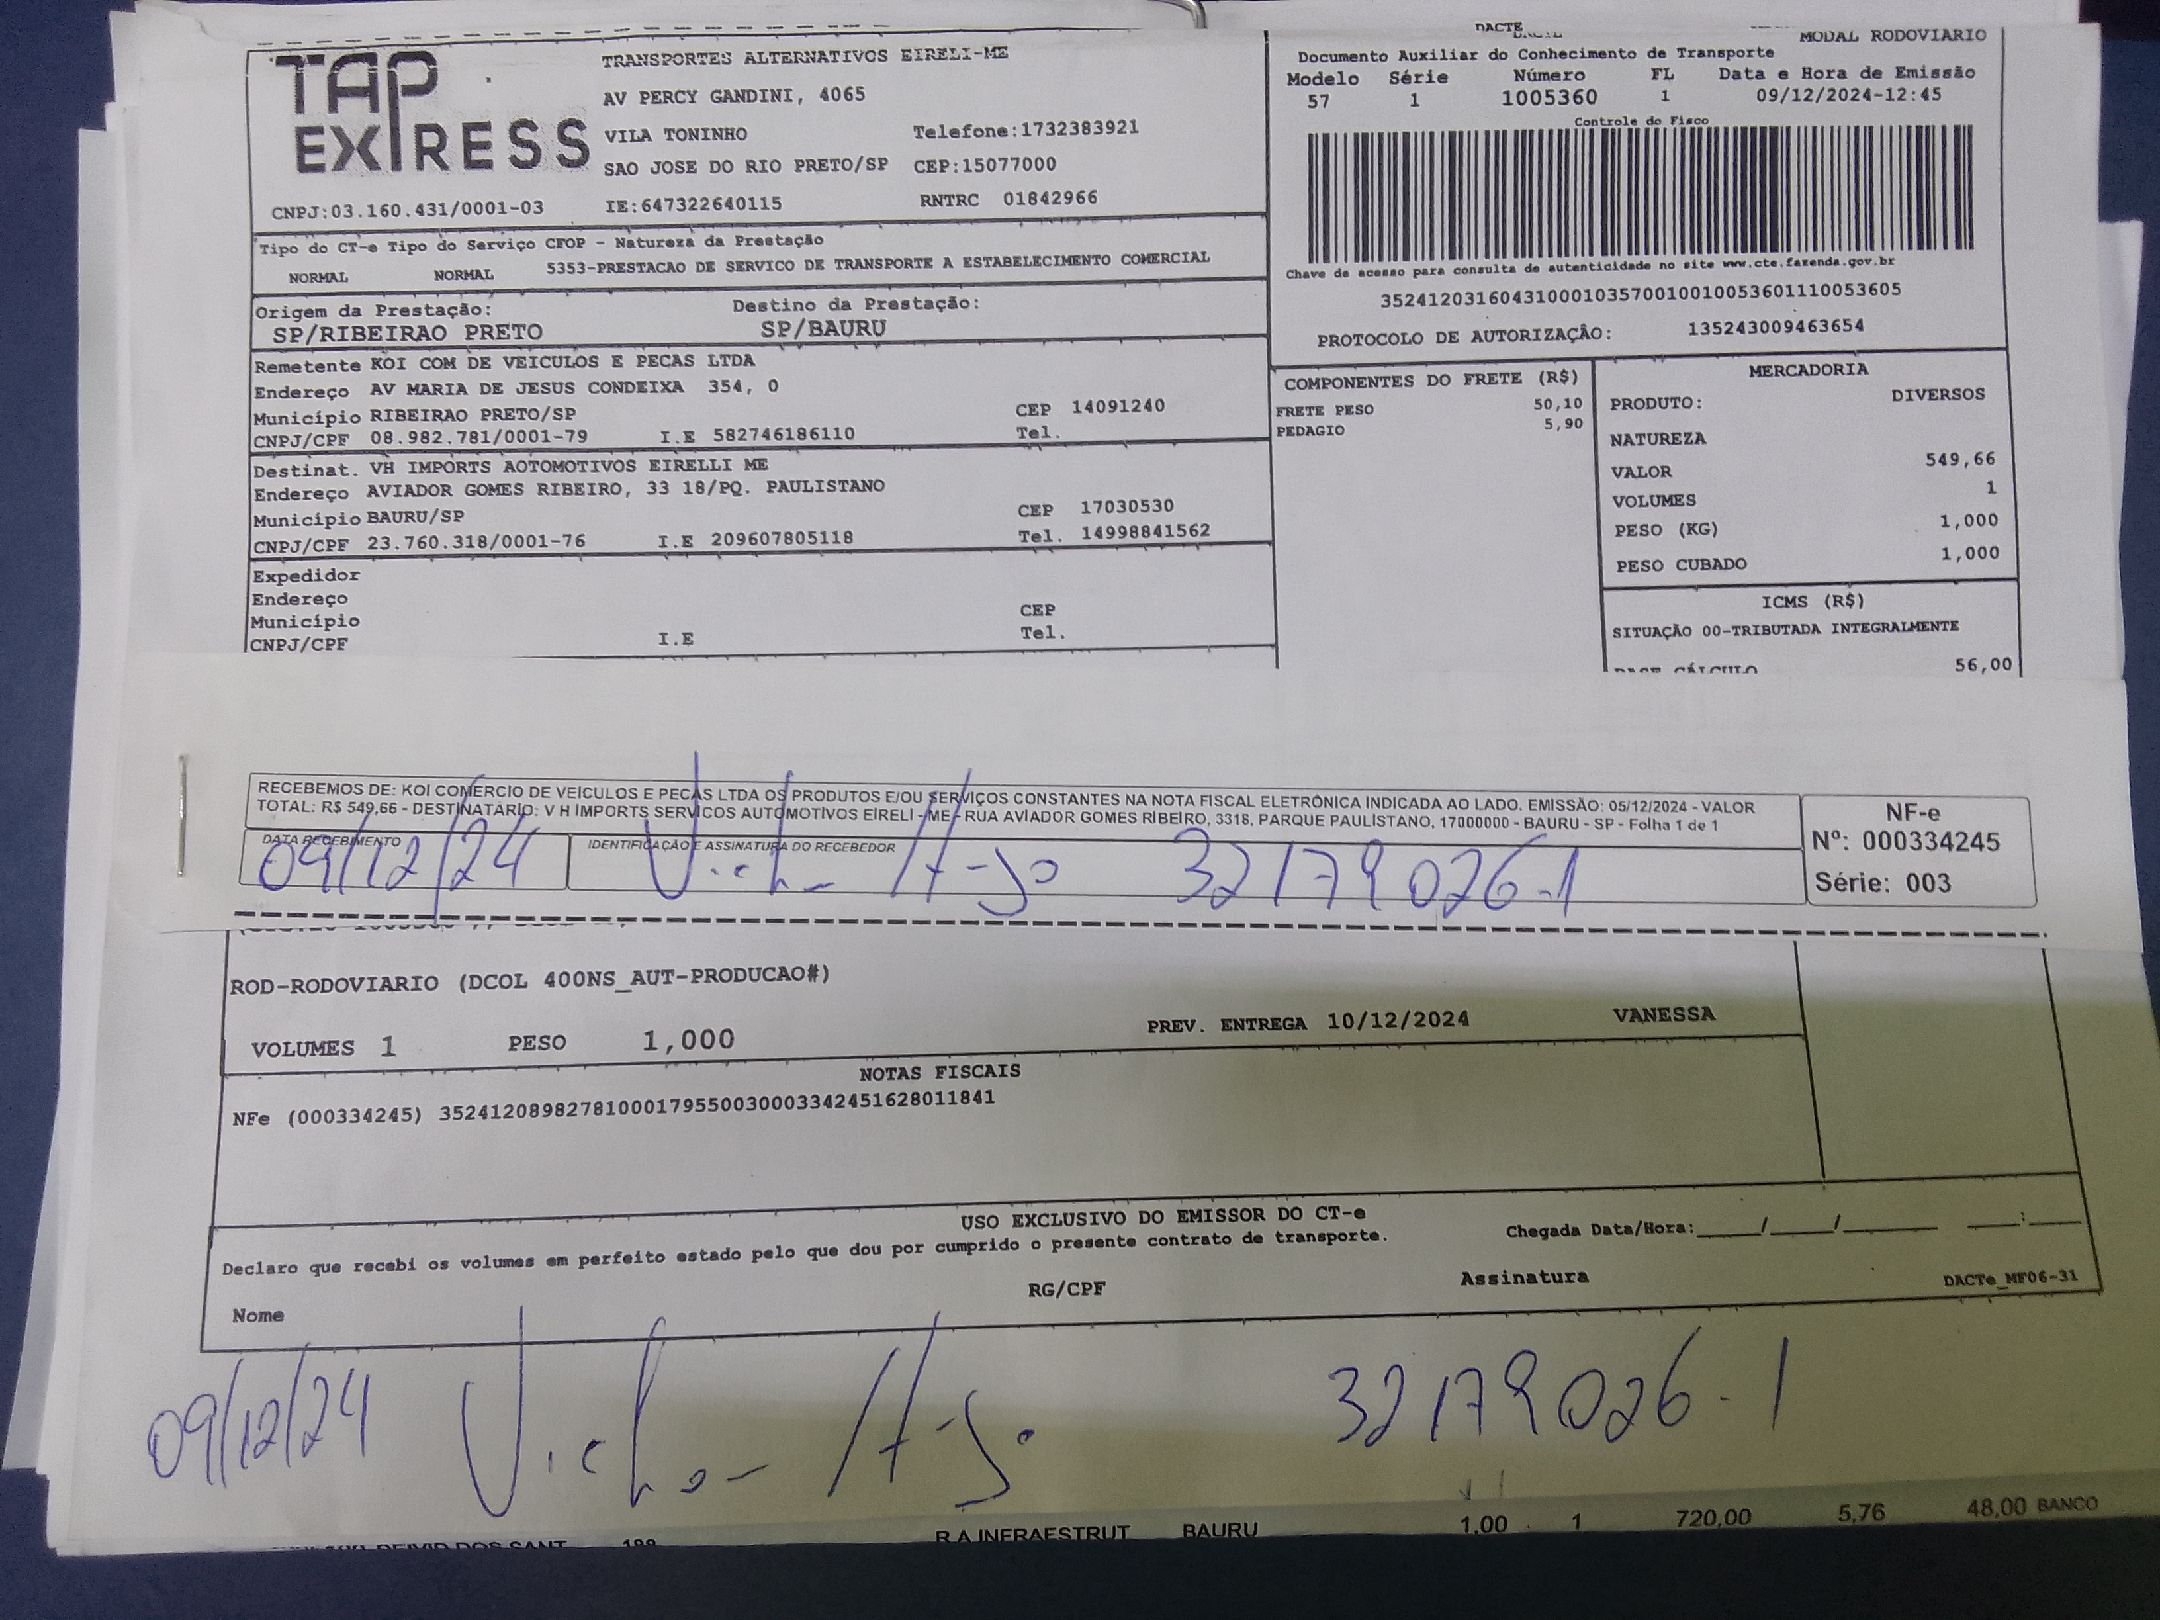 TAP EXPRESS
TRANSPORTES ALTERNATIVOS EIRELI-ME
AV PERCY GANDINI, 4065
VILA TONINHO Telefone:1732383921
SAO JOSE DO RIO PRETO/SP CEP:15077000
CNPJ:03.160.431/0001-03 IE:647322640115 RNTRC 01842966
DACTE MODAL RODOVIARIO
Documento Auxiliar do Conhecimento de Transporte
Modelo Série Número FL Data e Hora de Emissão
57 1 1005360 1 09/12/2024-12:45
Controle do Fisco
Chave de acesso para consulta de autenticidade no site www.cte.fazenda.gov.br
35241203160431000103570010010053601110053605
PROTOCOLO DE AUTORIZAÇÂO: 135243009463654
Tipo do CT-e Tipo do Serviço CFOP - Natureza da Prestação
NORMAL NORMAL 5353-PRESTACAO DE SERVICO DE TRANSPORTE A ESTABELECIMENTO COMERCIAL
Origem da Prestação: Destino da Prestação:
SP/RIBEIRAO PRETO SP/BAURU
Remetente KOI COM DE VEICULOS E PECAS LTDA
Endereço AV MARIA DE JESUS CONDEIXA 354, 0
Município RIBEIRAO PRETO/SP CEP 14091240
CNPJ/CPF 08.982.781/0001-79 I.E 582746186110 Tel.
Destinat. VH IMPORTS AOTOMOTIVOS EIRELLI ME
Endereço AVIADOR GOMES RIBEIRO, 33 18/PQ. PAULISTANO
Município BAURU/SP CEP 17030530
CNPJ/CPF 23.760.318/0001-76 I.E 209607805118 Tel. 14998841562
Expedidor
Endereço
Município CEP
CNPJ/CPF I.E Tel.
COMPONENTES DO FRETE (R$)
FRETE PESO 50,10
PEDAGIO 5,90
MERCADORIA
PRODUTO: DIVERSOS
NATUREZA
VALOR 549,66
VOLUMES 1
PESO (KG) 1,000
PESO CUBADO 1,000
ICMS (R$)
SITUAÇÃO 00-TRIBUTADA INTEGRALMENTE
BASE CÁLCULO 56,00
RECEBEMOS DE: KOI COMERCIO DE VEICULOS E PECAS LTDA OS PRODUTOS E/OU SERVIÇOS CONSTANTES NA NOTA FISCAL ELETRÔNICA INDICADA AO LADO. EMISSÃO: 05/12/2024 - VALOR
TOTAL: R$ 549,66 - DESTINATÁRIO: V H IMPORTS SERVICOS AUTOMOTIVOS EIRELI - ME - RUA AVIADOR GOMES RIBEIRO, 3318, PARQUE PAULISTANO, 17000000 - BAURU - SP - Folha 1 de 1
DATA RECEBIMENTO IDENTIFICAÇÃO E ASSINATURA DO RECEBEDOR
09/12/24 Victor Hugo 32179026-1
NF-e
Nº: 000334245
Série: 003
ROD-RODOVIARIO (DCOL 400NS_AUT-PRODUCAO#)
VOLUMES 1 PESO 1,000 PREV. ENTREGA 10/12/2024 VANESSA
NOTAS FISCAIS
NFe (000334245) 35241208982781000179550030003342451628011841
USO EXCLUSIVO DO EMISSOR DO CT-e
Declaro que recebi os volumes em perfeito estado pelo que dou por cumprido o presente contrato de transporte. Chegada Data/Hora:____/____/______ ___:___
Nome RG/CPF Assinatura DACTe_MF06-31
09/12/24 Victor Hugo 32179026-1
R A INFRAESTRUT BAURU 1,00 1 720,00 5,76 48,00 BANCO